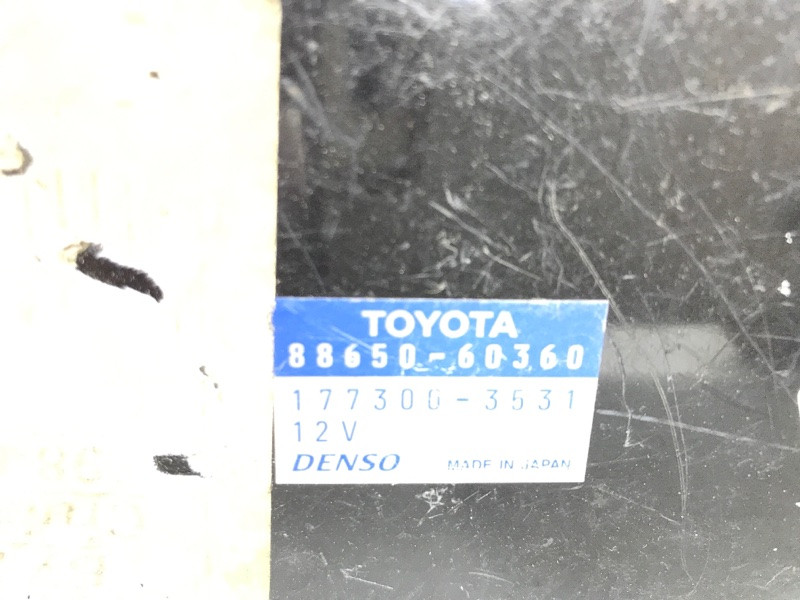 TOYOTA
88650-60360
177300-3531
12V
DENSO MADE IN JAPAN